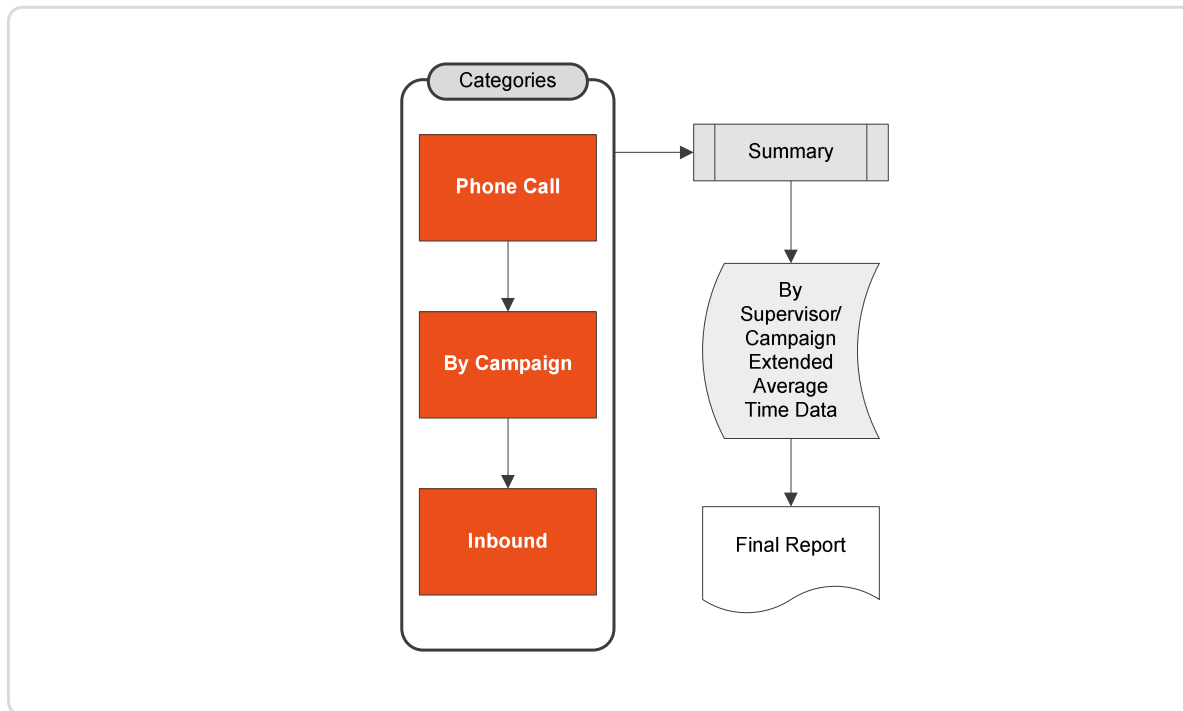 Categories
Phone Call
By Campaign
Inbound
Summary
By
Supervisor/
Campaign
Extended
Average
Time Data
Final Report